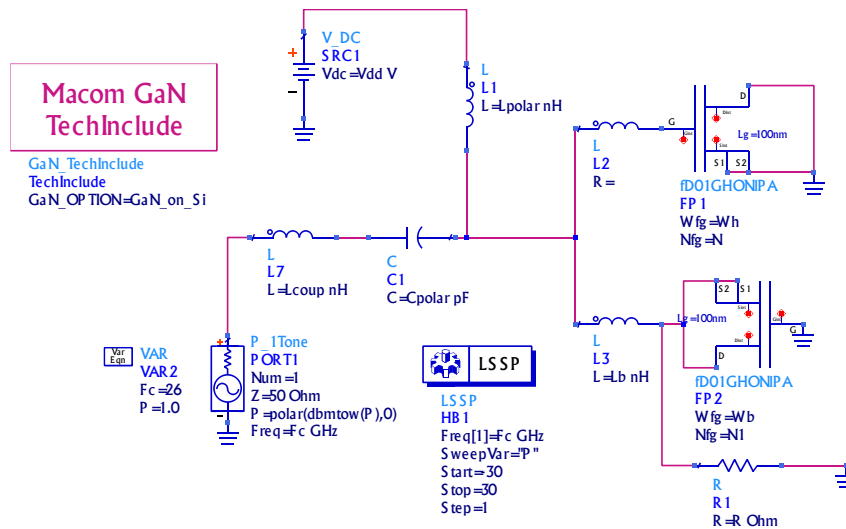 V_DC
SRC1
Vdc=Vdd V
+
-
L
L1
L=Lpolar nH
Macom GaN
TechInclude
GaN_TechInclude
TechInclude
GaN_OPTION=GaN_on_Si
L
L2
R=
G
D
S1
S2
Lg=100nm
fD01GHONIPA
FP1
Wfg=Wh
Nfg=N
L
L7
L=Lcoup nH
C
C1
C=Cpolar pF
Var
Eqn
VAR
VAR2
Fc=26
P=1.0
+
-
P_1Tone
PORT1
Num=1
Z=50 Ohm
P=polar(dbmtow(P),0)
Freq=Fc GHz
LSSP
LSSP
HB1
Freq[1]=Fc GHz
SweepVar="P"
Start=-30
Stop=30
Step=1
L
L3
L=Lb nH
S2
S1
Lg=100nm
G
D
fD01GHONIPA
FP2
Wfg=Wb
Nfg=N1
R
R1
R=R Ohm